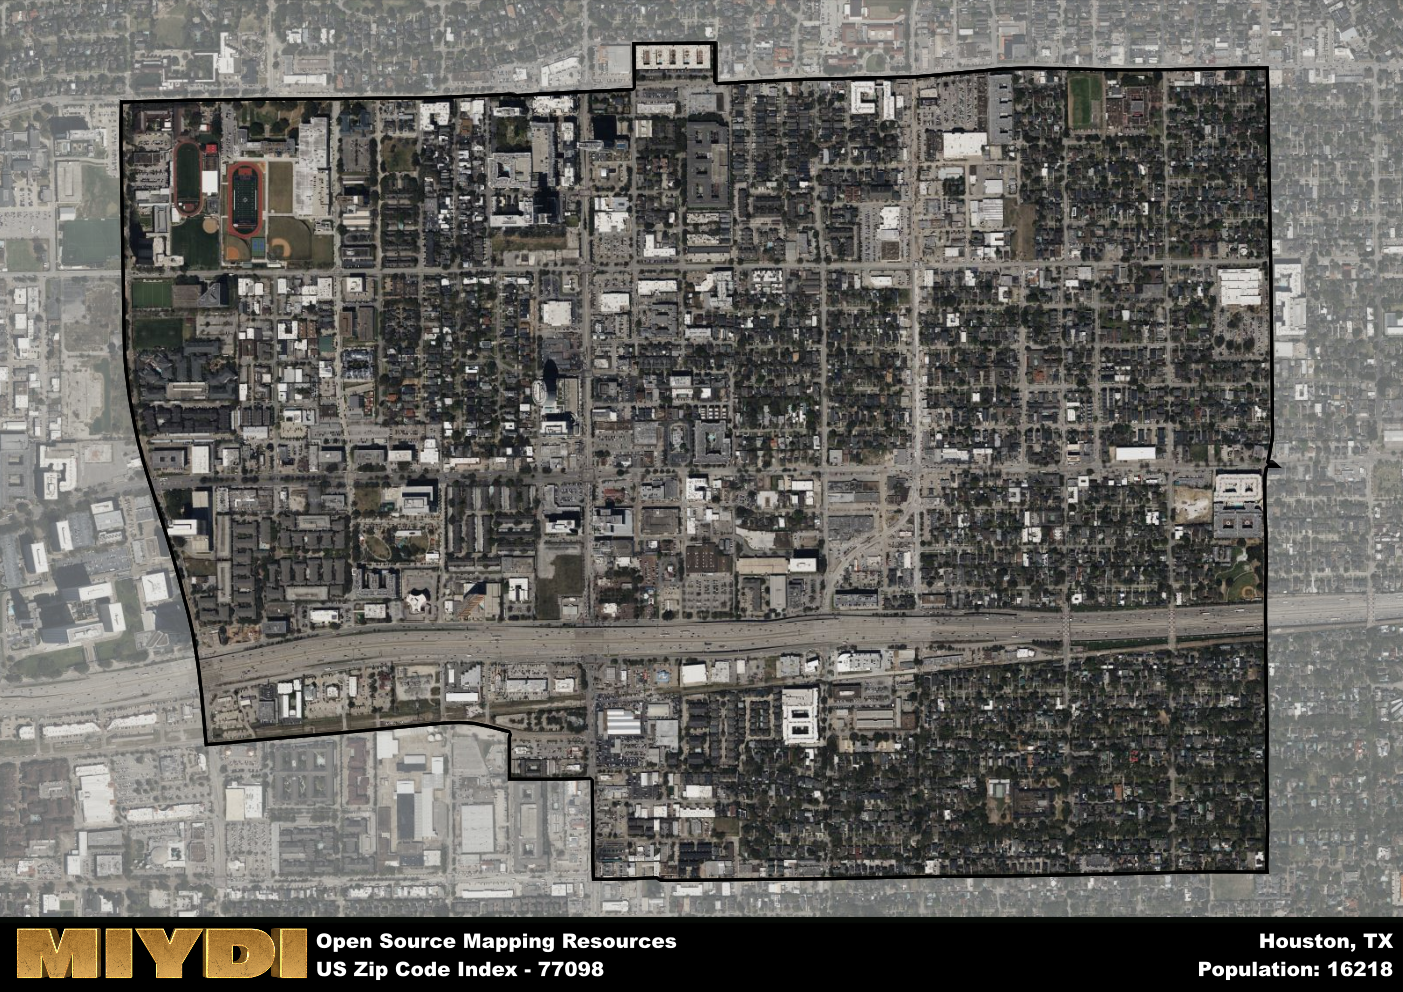 MIYDI
Open Source Mapping Resources
US Zip Code Index - 77098
Houston, TX
Population: 16218